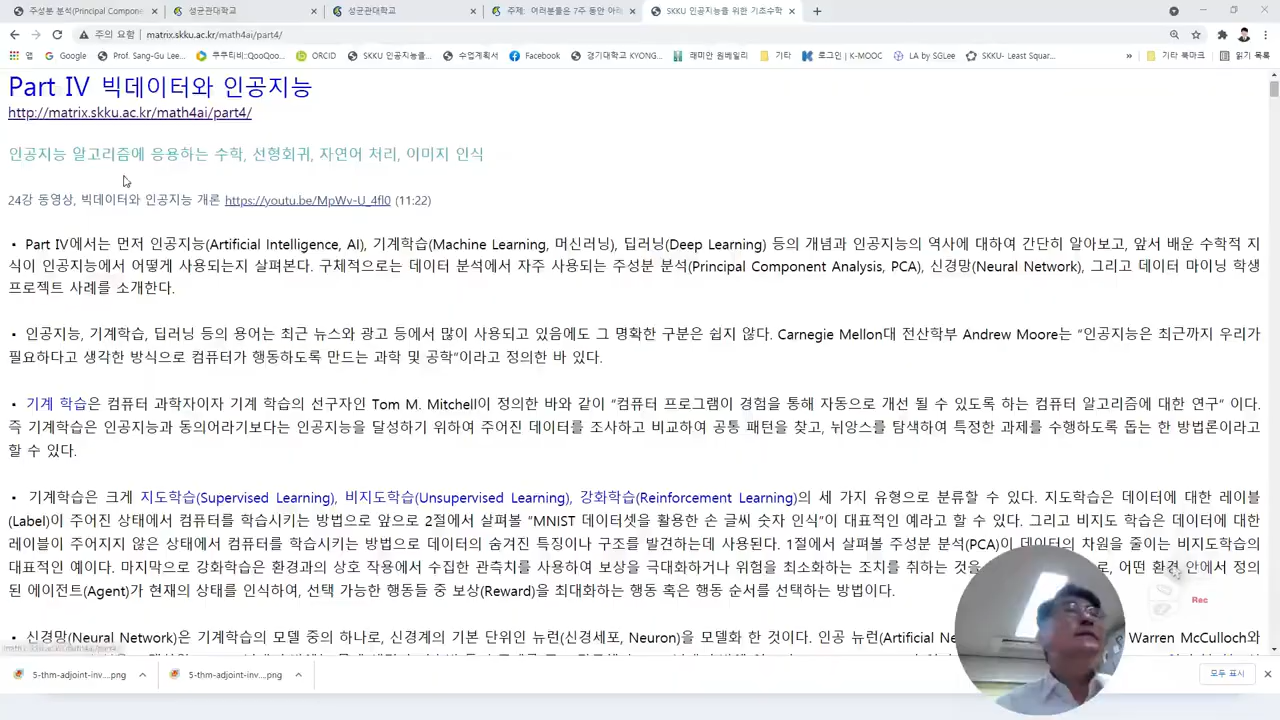 주성분 분석(Principal Compone
성균관대학교
성균관대학교
주제: 여러분들은 7주 동안 아래
SKKU 인공지능을 위한 기초수학
주의 요함
matrix.skku.ac.kr/math4ai/part4/
앱
Google
Prof. Sang-Gu Lee...
쿠쿠티비::QooQoo...
ORCID
SKKU 인공지능을...
수업계획서
Facebook
경기대학교 KYONG...
래미안 원베일리
기타
로그인 | K-MOOC
LA by SGLee
SKKU- Least Squar...
»
기타 북마크
읽기 목록
Part IV 빅데이터와 인공지능
http://matrix.skku.ac.kr/math4ai/part4/
인공지능 알고리즘에 응용하는 수학, 선형회귀, 자연어 처리, 이미지 인식
24강 동영상, 빅데이터와 인공지능 개론 https://youtu.be/MpWv-U_4fl0 (11:22)
• Part IV에서는 먼저 인공지능(Artificial Intelligence, AI), 기계학습(Machine Learning, 머신러닝), 딥러닝(Deep Learning) 등의 개념과 인공지능의 역사에 대하여 간단히 알아보고, 앞서 배운 수학적 지
식이 인공지능에서 어떻게 사용되는지 살펴본다. 구체적으로는 데이터 분석에서 자주 사용되는 주성분 분석(Principal Component Analysis, PCA), 신경망(Neural Network), 그리고 데이터 마이닝 학생
프로젝트 사례를 소개한다.
• 인공지능, 기계학습, 딥러닝 등의 용어는 최근 뉴스와 광고 등에서 많이 사용되고 있음에도 그 명확한 구분은 쉽지 않다. Carnegie Mellon대 전산학부 Andrew Moore는 “인공지능은 최근까지 우리가
필요하다고 생각한 방식으로 컴퓨터가 행동하도록 만드는 과학 및 공학”이라고 정의한 바 있다.
• 기계 학습은 컴퓨터 과학자이자 기계 학습의 선구자인 Tom M. Mitchell이 정의한 바와 같이 “컴퓨터 프로그램이 경험을 통해 자동으로 개선 될 수 있도록 하는 컴퓨터 알고리즘에 대한 연구” 이다.
즉 기계학습은 인공지능과 동의어라기보다는 인공지능을 달성하기 위하여 주어진 데이터를 조사하고 비교하여 공통 패턴을 찾고, 뉘앙스를 탐색하여 특정한 과제를 수행하도록 돕는 한 방법론이라고
할 수 있다.
• 기계학습은 크게 지도학습(Supervised Learning), 비지도학습(Unsupervised Learning), 강화학습(Reinforcement Learning)의 세 가지 유형으로 분류할 수 있다. 지도학습은 데이터에 대한 레이블
(Label)이 주어진 상태에서 컴퓨터를 학습시키는 방법으로 앞으로 2절에서 살펴볼 “MNIST 데이터셋을 활용한 손 글씨 숫자 인식”이 대표적인 예라고 할 수 있다. 그리고 비지도 학습은 데이터에 대한
레이블이 주어지지 않은 상태에서 컴퓨터를 학습시키는 방법으로 데이터의 숨겨진 특징이나 구조를 발견하는데 사용된다. 1절에서 살펴볼 주성분 분석(PCA)이 데이터의 차원을 줄이는 비지도학습의
대표적인 예이다. 마지막으로 강화학습은 환경과의 상호 작용에서 수집한 관측치를 사용하여 보상을 극대화하거나 위험을 최소화하는 조치를 취하는 것을 로, 어떤 환경 안에서 정의
된 에이전트(Agent)가 현재의 상태를 인식하여, 선택 가능한 행동들 중 보상(Reward)을 최대화하는 행동 혹은 행동 순서를 선택하는 방법이다.
Rec
• 신경망(Neural Network)은 기계학습의 모델 중의 하나로, 신경계의 기본 단위인 뉴런(신경세포, Neuron)을 모델화 한 것이다. 인공 뉴런(Artificial Ne Warren McCulloch와
5-thm-adjoint-inv....png
5-thm-adjoint-inv....png
모두 표시